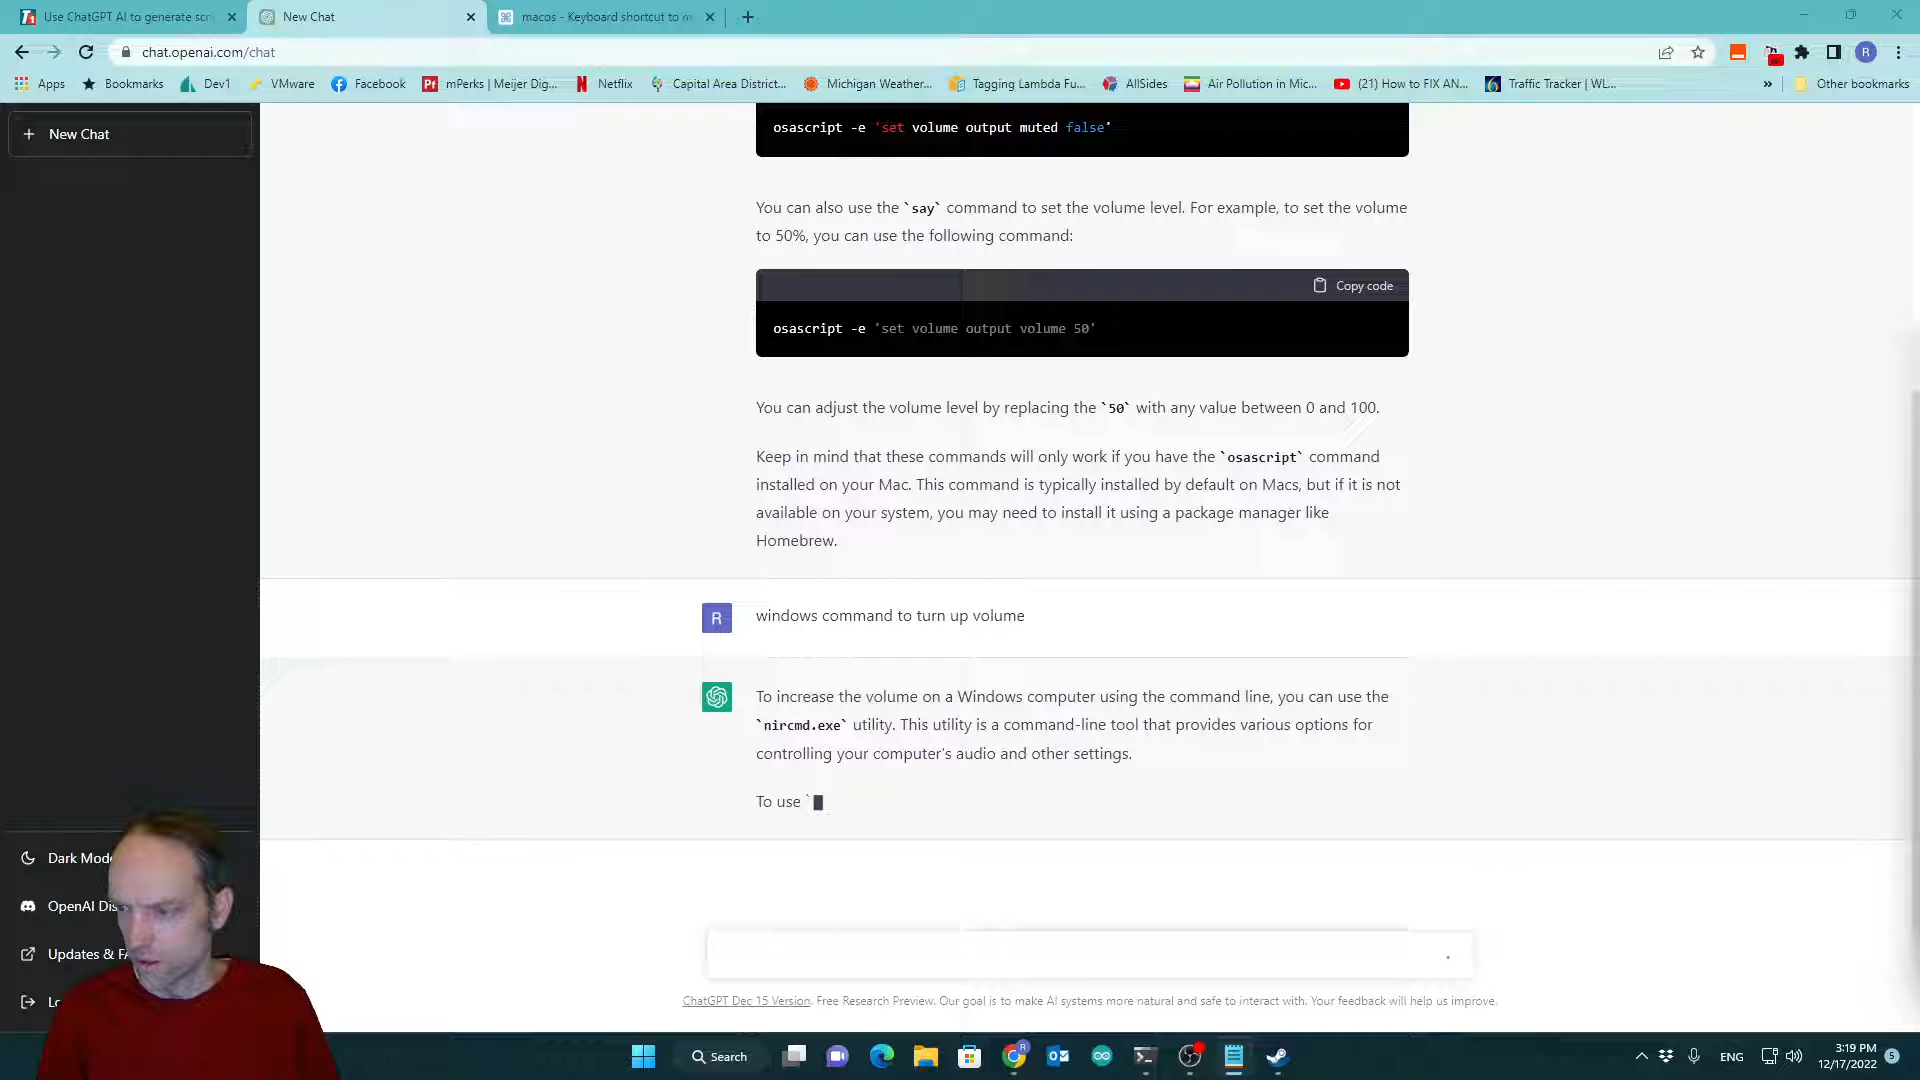 Use ChatGPT AI to generate scri
New Chat
macos - Keyboard shortcut to m
chat.openai.com/chat
R
Apps
Bookmarks
Dev1
VMware
Facebook
mPerks | Meijer Dig...
Netflix
Capital Area District...
Michigan Weather...
Tagging Lambda Fu...
AllSides
Air Pollution in Mic...
(21) How to FIX AN...
Traffic Tracker | WL...
»
Other bookmarks
+ New Chat
osascript -e 'set volume output muted false'
You can also use the `say` command to set the volume level. For example, to set the volume
to 50%, you can use the following command:
Copy code
osascript -e 'set volume output volume 50'
You can adjust the volume level by replacing the `50` with any value between 0 and 100.
Keep in mind that these commands will only work if you have the `osascript` command
installed on your Mac. This command is typically installed by default on Macs, but if it is not
available on your system, you may need to install it using a package manager like
Homebrew.
R
windows command to turn up volume
To increase the volume on a Windows computer using the command line, you can use the
`nircmd.exe` utility. This utility is a command-line tool that provides various options for
controlling your computer's audio and other settings.
To use `
Dark Mode
OpenAI Dis
Updates & FA
Lo
ChatGPT Dec 15 Version. Free Research Preview. Our goal is to make AI systems more natural and safe to interact with. Your feedback will help us improve.
Search
ENG
3:19 PM
12/17/2022
5